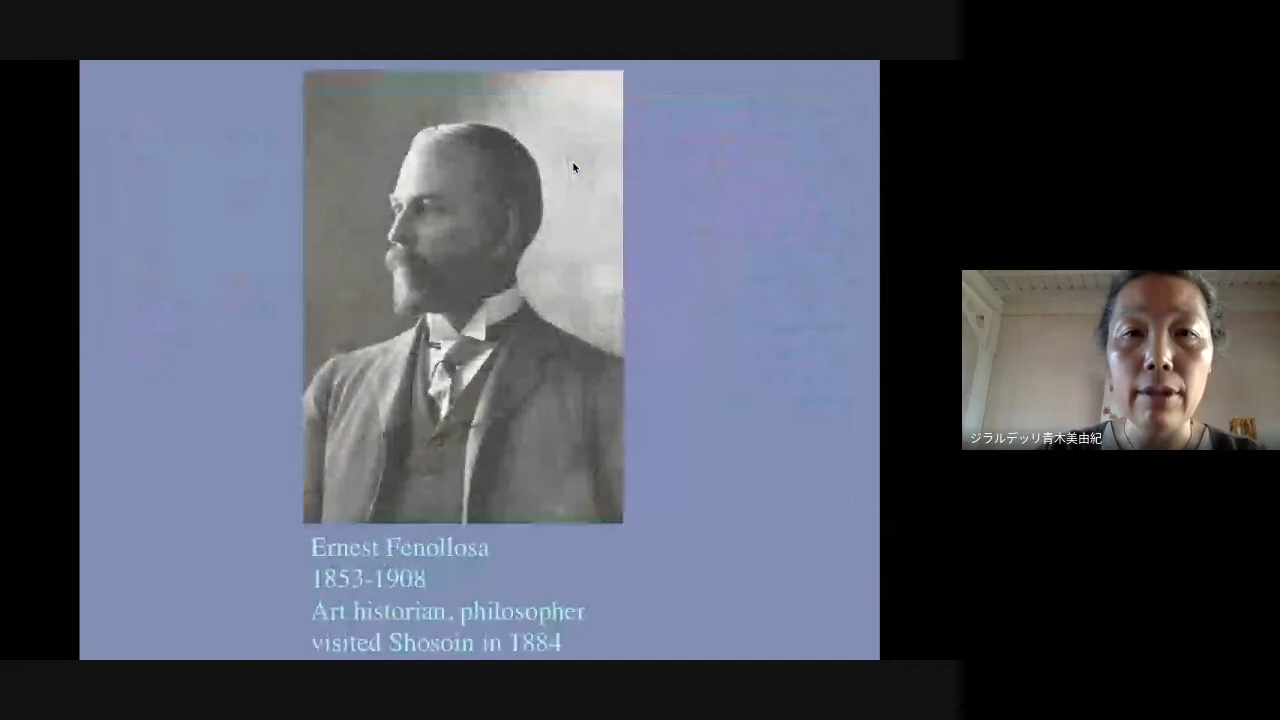 Ernest Fenollosa
1853-1908
Art historian, philosopher
visited Shosoin in 1884
ジラルデッリ青木美由紀